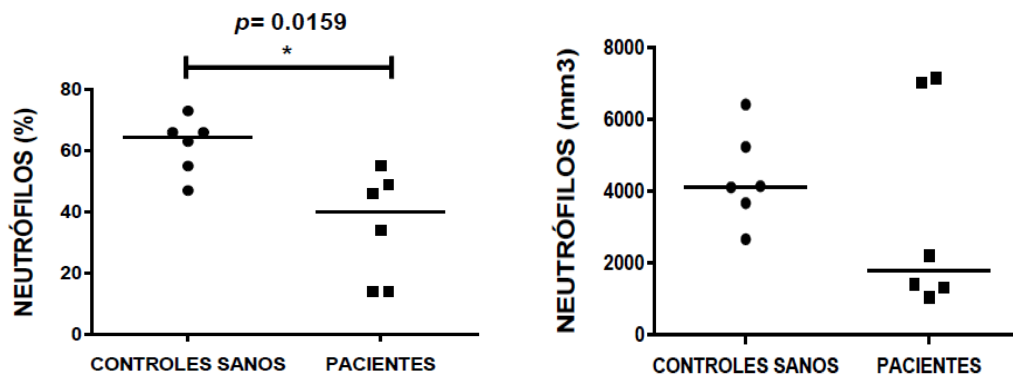 p= 0.0159
*
NEUTRÓFILOS (%)
80
60
40
20
0
CONTROLES SANOS
PACIENTES
NEUTRÓFILOS (mm3)
8000
6000
4000
2000
0
CONTROLES SANOS
PACIENTES